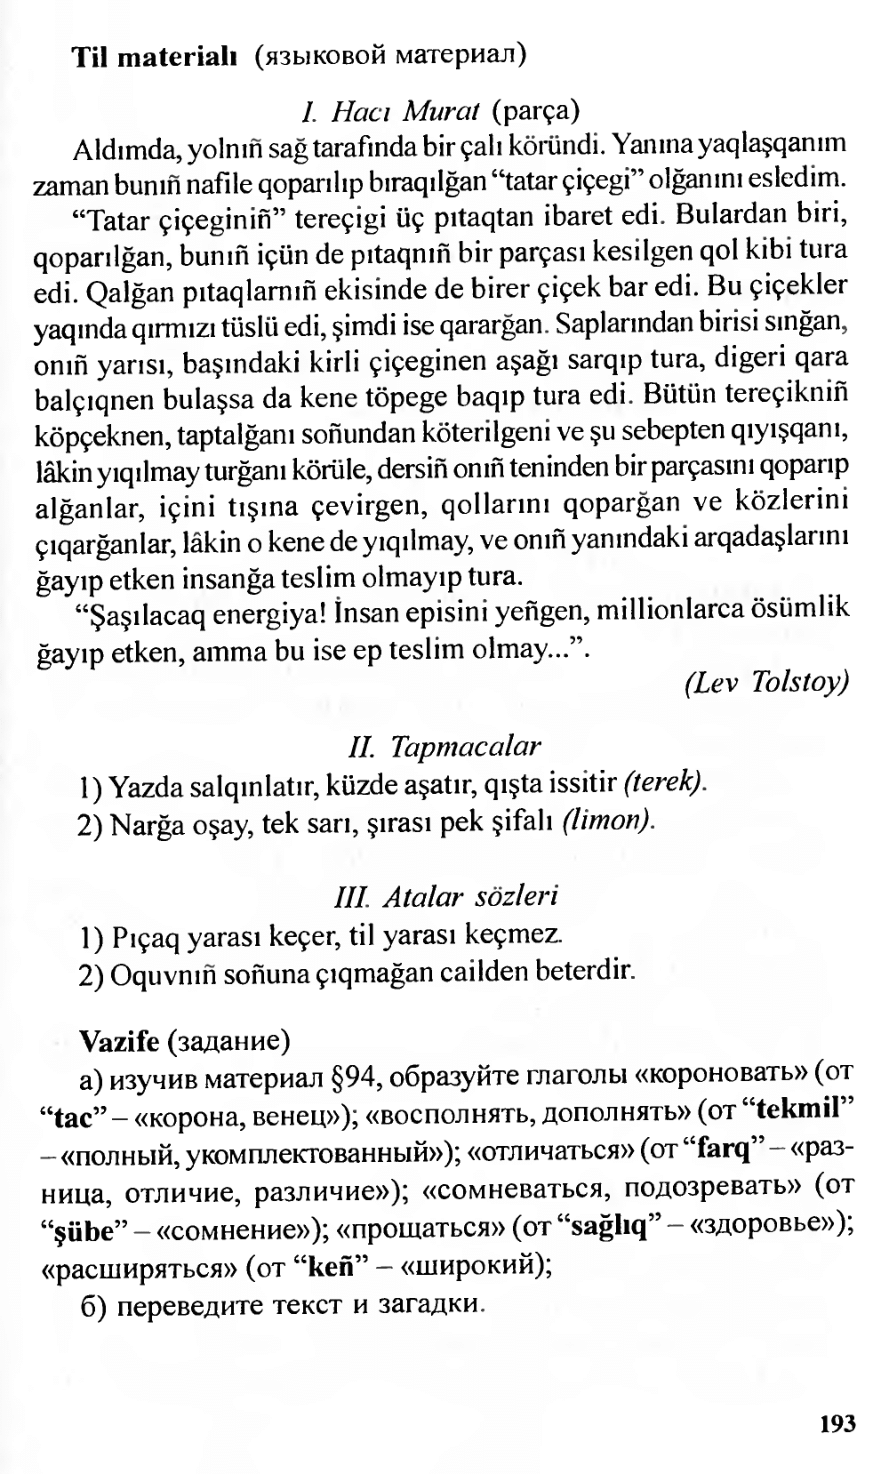 Til materialı (языковой материал)
I. Hacı Murat (parça)
Aldımda, yolnıñ sağ tarafında bir çalı köründi. Yanına yaqlaşqanım
zaman bunıñ nafile qoparılıp bıraqılğan “tatar çiçegi” olğanını esledim.
“Tatar çiçeginiñ” tereçigi üç pıtaqtan ibaret edi. Bulardan biri,
qoparılğan, bunıñ içün de pıtaqnıñ bir parçası kesilgen qol kibi tura
edi. Qalğan pıtaqlarnıñ ekisinde de birer çiçek bar edi. Bu çiçekler
yaqında qırmızı tüslü edi, şimdi ise qararğan. Saplarından birisi sınğan,
onıñ yarısı, başındaki kirli çiçeginen aşağı sarqıp tura, digeri qara
balçıqnen bulaşsa da kene töpege baqıp tura edi. Bütün tereçikniñ
köpçeknen, taptalğanı soñundan köterilgeni ve şu sebepten qıyışqanı,
lâkin yıqılmay turğanı körüle, dersiñ onıñ teninden bir parçasını qoparıp
alğanlar, içini tışına çevirgen, qollarını qoparğan ve közlerini
çıqarğanlar, lâkin o kene de yıqılmay, ve onıñ yanındaki arqadaşlarını
ğayıp etken insanğa teslim olmayıp tura.
“Şaşılacaq energiya! İnsan episini yeñgen, millionlarca ösümlik
ğayıp etken, amma bu ise ep teslim olmay...”.
(Lev Tolstoy)
II. Tapmacalar
1) Yazda salqınlatır, küzde aşatır, qışta issitir (terek).
2) Narğa oşay, tek sarı, şırası pek şifalı (limon).
III. Atalar sözleri
1) Pıçaq yarası keçer, til yarası keçmez.
2) Oquvnıñ soñuna çıqmağan cailden beterdir.
Vazife (задание)
а) изучив материал §94, образуйте глаголы «короновать» (от
“tac” – «корона, венец»); «восполнять, дополнять» (от “tekmil”
– «полный, укомплектованный»); «отличаться» (от “farq” – «раз-
ница, отличие, различие»); «сомневаться, подозревать» (от
“şübe” – «сомнение»); «прощаться» (от “sağlıq” – «здоровье»);
«расширяться» (от “keñ” – «широкий);
б) переведите текст и загадки.
193